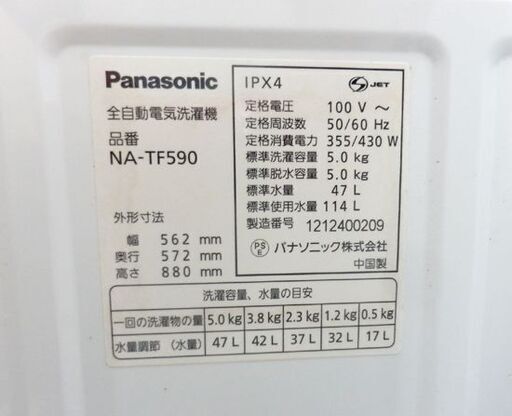 Panasonic
全自動電気洗濯機
品番
NA-TF590
外形寸法
幅 562 mm
奥行 572 mm
高さ 880 mm
IPX4
S JET
定格電圧 100 V ~
定格周波数 50/60 Hz
定格消費電力 355/430 W
標準洗濯容量 5.0 kg
標準脱水容量 5.0 kg
標準水量 47 L
標準使用水量 114 L
製造番号 1212400209
PS E パナソニック株式会社
中国製
洗濯容量、水量の目安
一回の洗濯物の量 5.0 kg 3.8 kg 2.3 kg 1.2 kg 0.5 kg
水量調節 (水量) 47 L 42 L 37 L 32 L 17 L